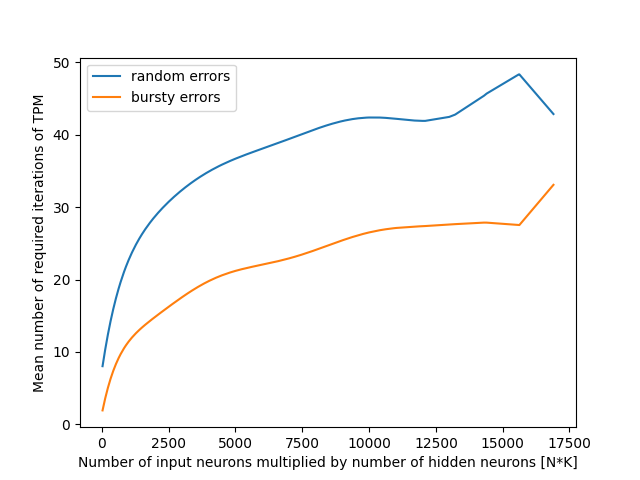 random errors
bursty errors
Mean number of required iterations of TPM
50
40
30
20
10
0
0 2500 5000 7500 10000 12500 15000 17500
Number of input neurons multiplied by number of hidden neurons [N*K]